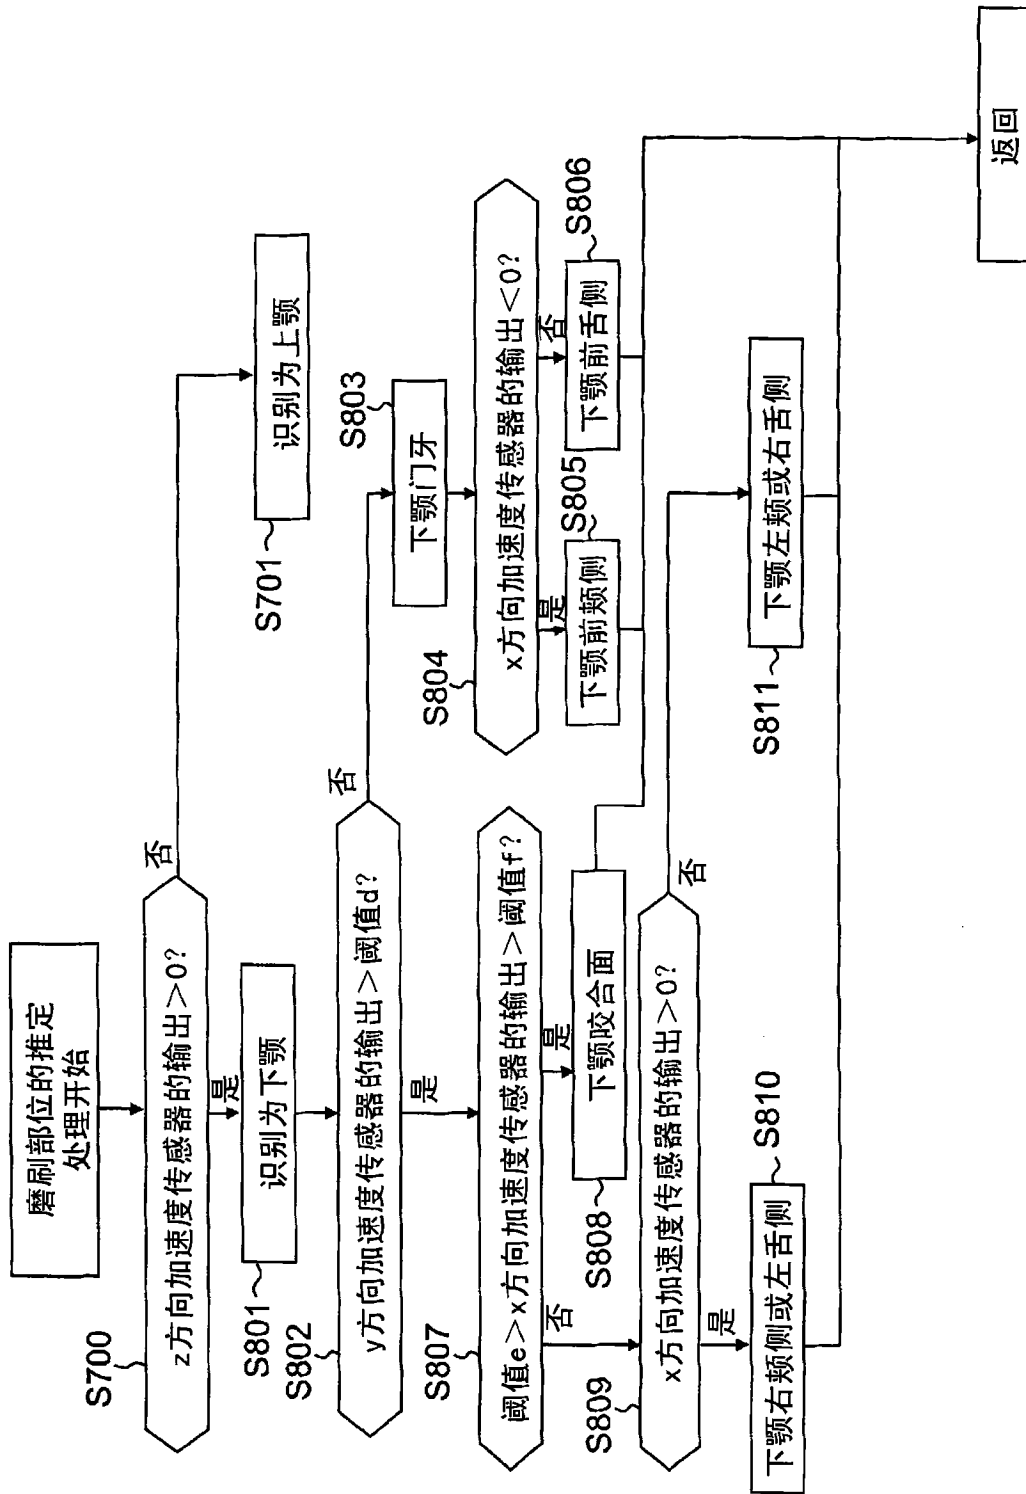 磨刷部位的推定
处理开始
S700
z方向加速度传感器的输出>0?
否
是
S701
识别为上颚
S801
识别为下颚
S802
y方向加速度传感器的输出>阈值d?
否
是
S803
下颚门牙
S804
x方向加速度传感器的输出<0?
是
否
S805
下颚前颊侧
S806
下颚前舌侧
S807
阈值e>x方向加速度传感器的输出>阈值f?
是
否
S808
下颚咬合面
S809
x方向加速度传感器的输出>0?
否
是
S810
下颚右颊侧或左舌侧
S811
下颚左颊或右舌侧
返回